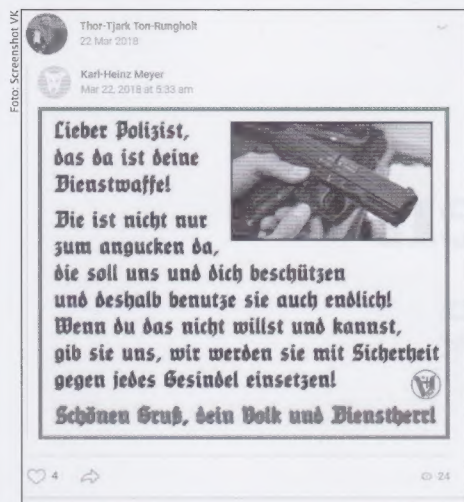 Foto: Screenshot VK
Thor-Tjark Ton-Rungholt
22 Mar 2018
Karl-Heinz Meyer
Mar 22, 2018 at 5:33 am
Lieber Polizist,
das da ist deine
Dienstwaffe!
Die ist nicht nur
zum angucken da,
die soll uns und dich beschützen
und deshalb benutze sie auch endlich!
Wenn du das nicht willst und kannst,
gib sie uns, wir werden sie mit Sicherheit
gegen jedes Gesindel einsetzen!
Schönen Gruß, dein Volk und Dienstherr!
4
24